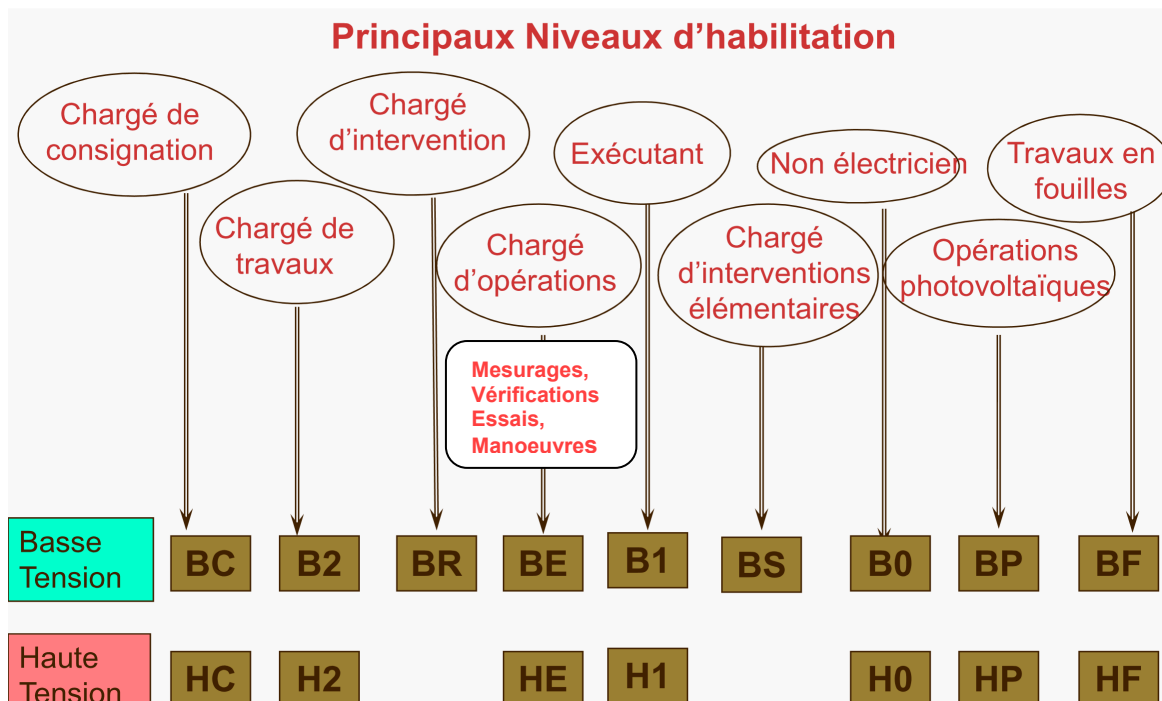 Principaux Niveaux d’habilitation
Chargé de
consignation
Chargé de
travaux
Chargé
d’intervention
Chargé
d’opérations
Mesurages,
Vérifications
Essais,
Manoeuvres
Exécutant
Chargé
d’interventions
élémentaires
Non électricien
Opérations
photovoltaïques
Travaux en
fouilles
Basse
Tension
BC
B2
BR
BE
B1
BS
B0
BP
BF
Haute
Tension
HC
H2
HE
H1
H0
HP
HF